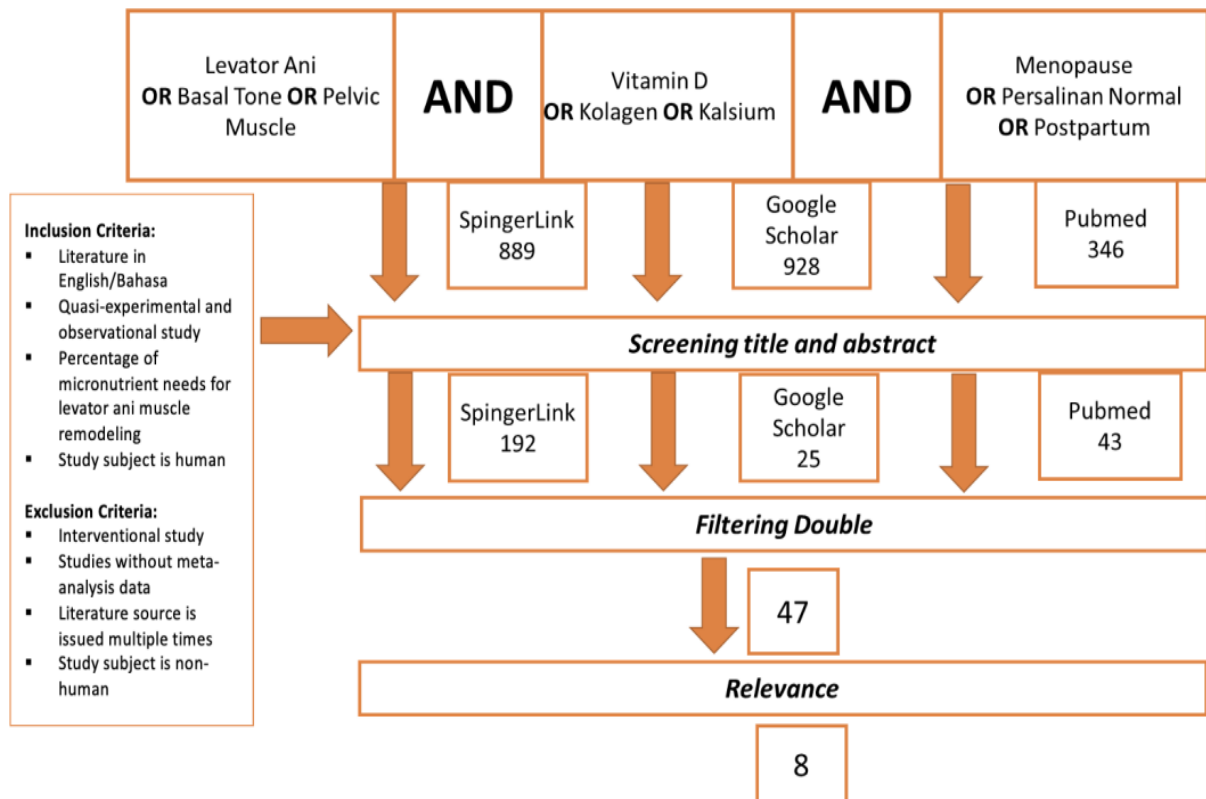 Levator Ani
OR Basal Tone OR Pelvic
Muscle
AND
Vitamin D
OR Kolagen OR Kalsium
AND
Menopause
OR Persalinan Normal
OR Postpartum
SpingerLink
889
Google
Scholar
928
Pubmed
346
Inclusion Criteria:
▪ Literature in
English/Bahasa
▪ Quasi-experimental and
observational study
▪ Percentage of
micronutrient needs for
levator ani muscle
remodeling
▪ Study subject is human
Exclusion Criteria:
▪ Interventional study
▪ Studies without meta-
analysis data
▪ Literature source is
issued multiple times
▪ Study subject is non-
human
Screening title and abstract
SpingerLink
192
Google
Scholar
25
Pubmed
43
Filtering Double
47
Relevance
8